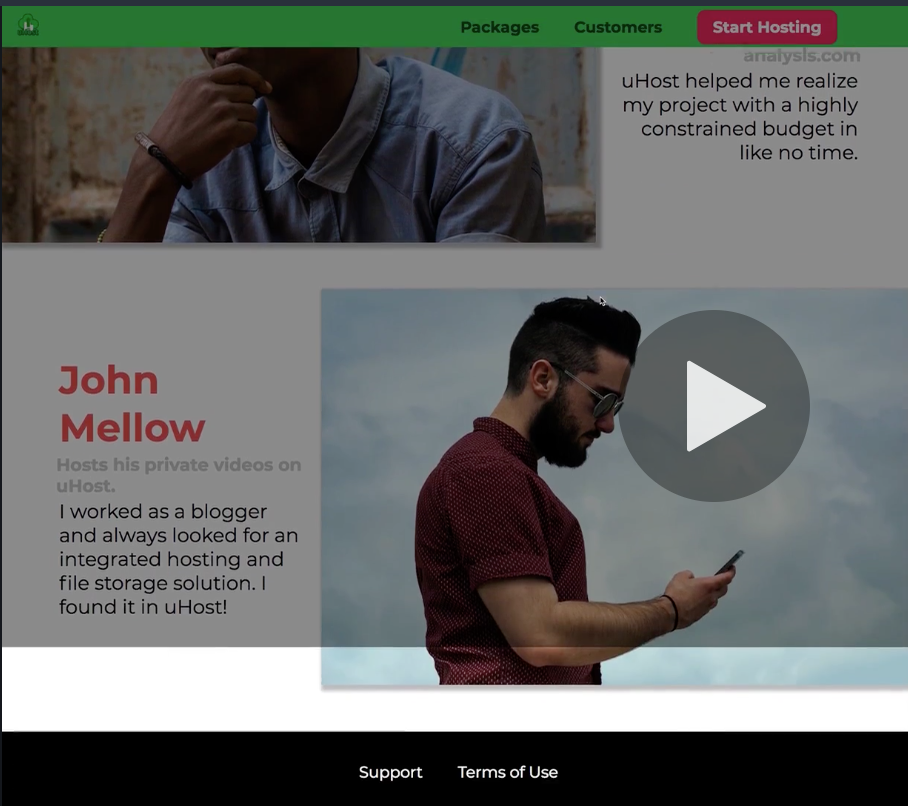 Packages
Customers
Start Hosting
analysis.com
uHost helped me realize
my project with a highly
constrained budget in
like no time.
John
Mellow
Hosts his private videos on
uHost.
I worked as a blogger
and always looked for an
integrated hosting and
file storage solution. I
found it in uHost!
Support
Terms of Use